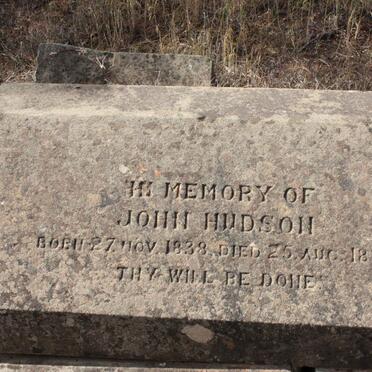 IN MEMORY OF
JOHN HUDSON
BORN 27 NOV. 1838. DIED 25 AUG. 18
THY WILL BE DONE